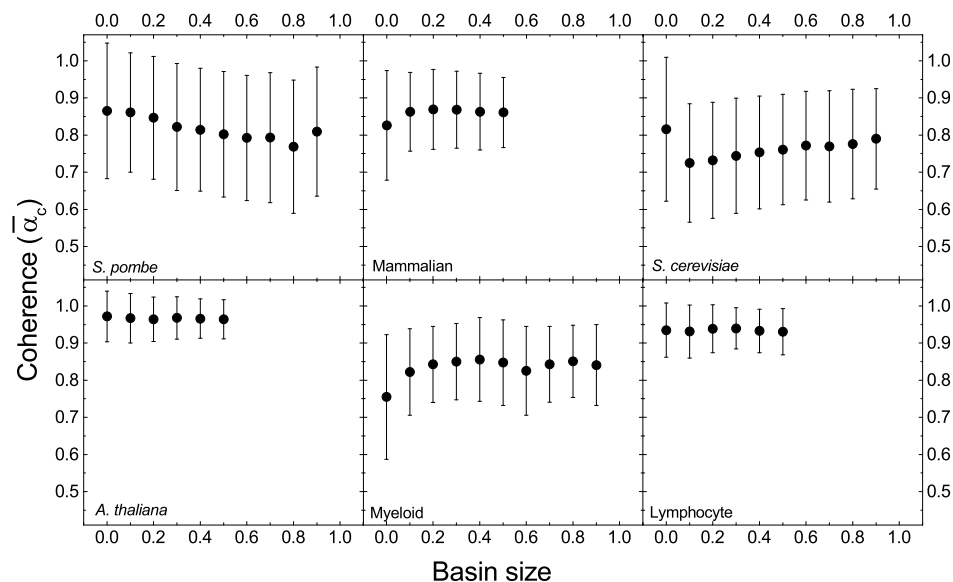 0.0 0.2 0.4 0.6 0.8 1.0 0.0 0.2 0.4 0.6 0.8 1.0 0.0 0.2 0.4 0.6 0.8 1.0
1.0 1.0
0.9 0.9
0.8 0.8
0.7 0.7
0.6 0.6
0.5 0.5
S. pombe Mammalian S. cerevisiae
Coherence (α̅c)
1.0 1.0
0.9 0.9
0.8 0.8
0.7 0.7
0.6 0.6
0.5 0.5
A. thaliana Myeloid Lymphocyte
0.0 0.2 0.4 0.6 0.8 1.0 0.0 0.2 0.4 0.6 0.8 1.0 0.0 0.2 0.4 0.6 0.8 1.0
Basin size